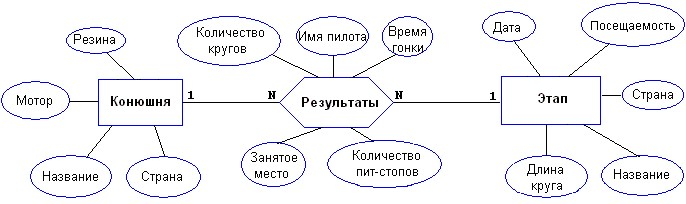 Резина
Количество
кругов
Имя пилота
Время
гонки
Дата
Посещаемость
Мотор
Конюшня
1
N
Результаты
N
1
Этап
Страна
Название
Страна
Занятое
место
Количество
пит-стопов
Длина
круга
Название